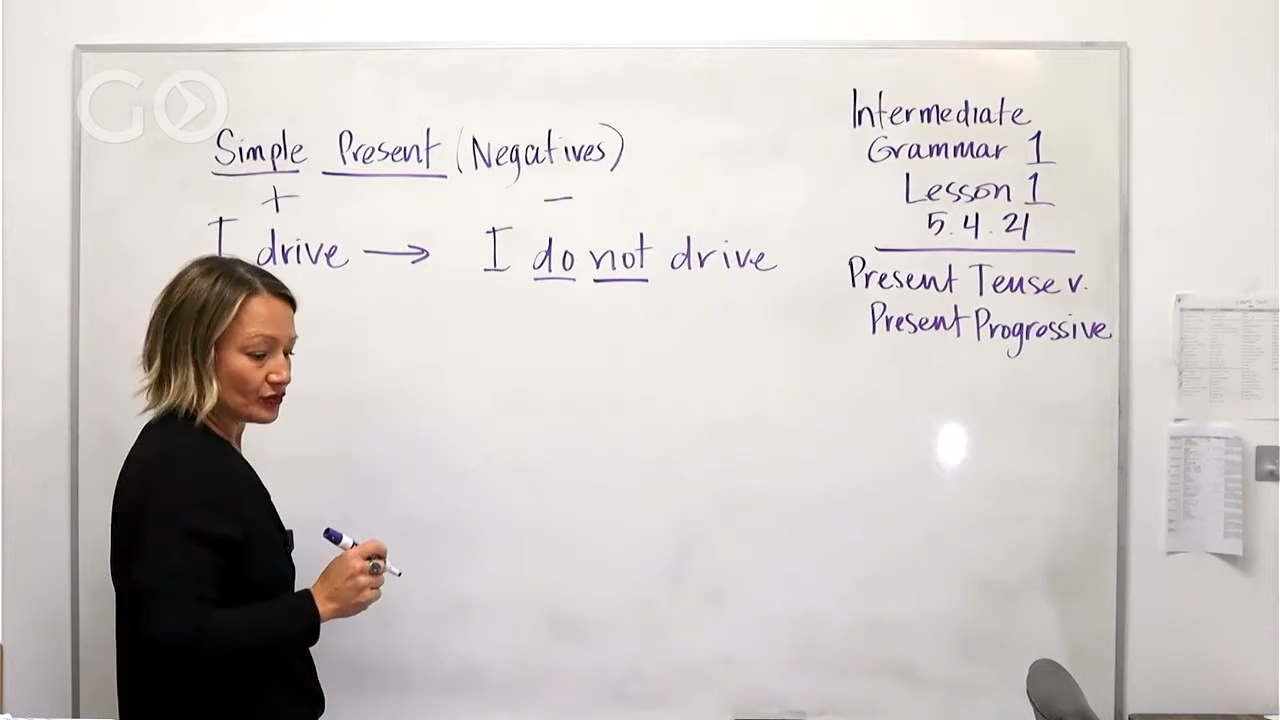 GO
Simple Present (Negatives)
+ −
I drive → I do not drive
Intermediate
Grammar 1
Lesson 1
5.4.21
Present Tense v.
Present Progressive